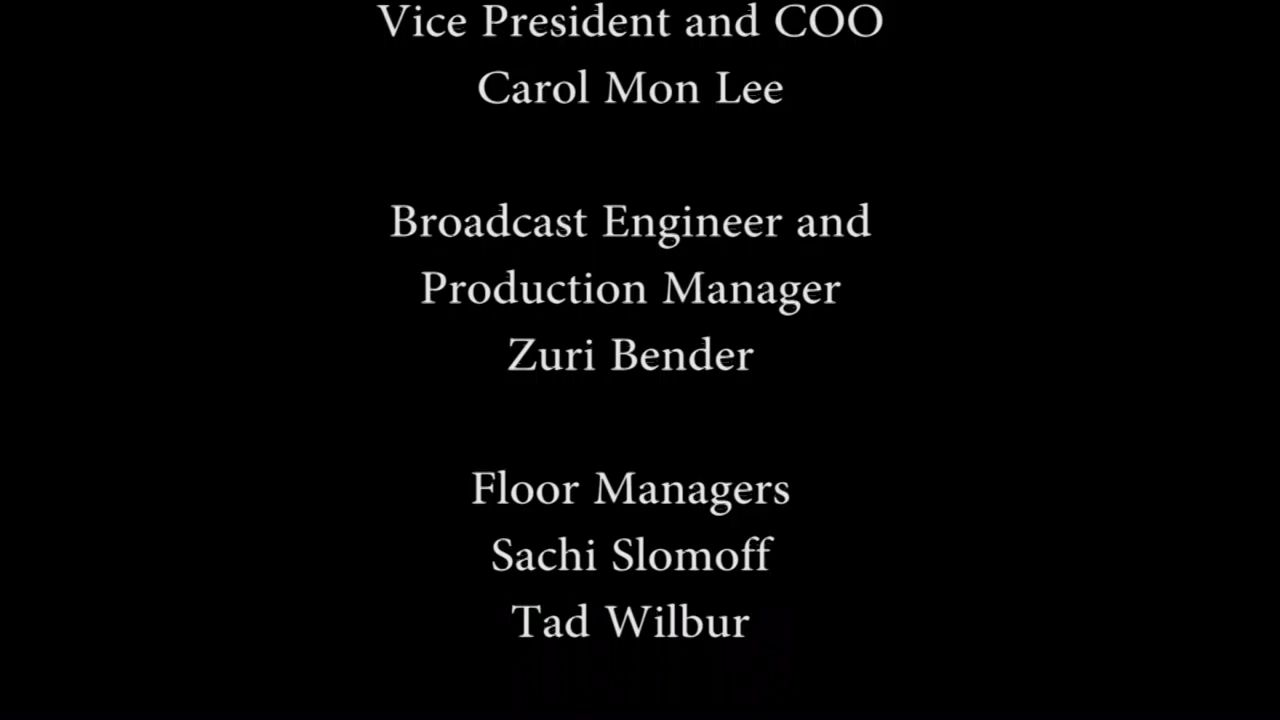 Vice President and COO
Carol Mon Lee
Broadcast Engineer and
Production Manager
Zuri Bender
Floor Managers
Sachi Slomoff
Tad Wilbur